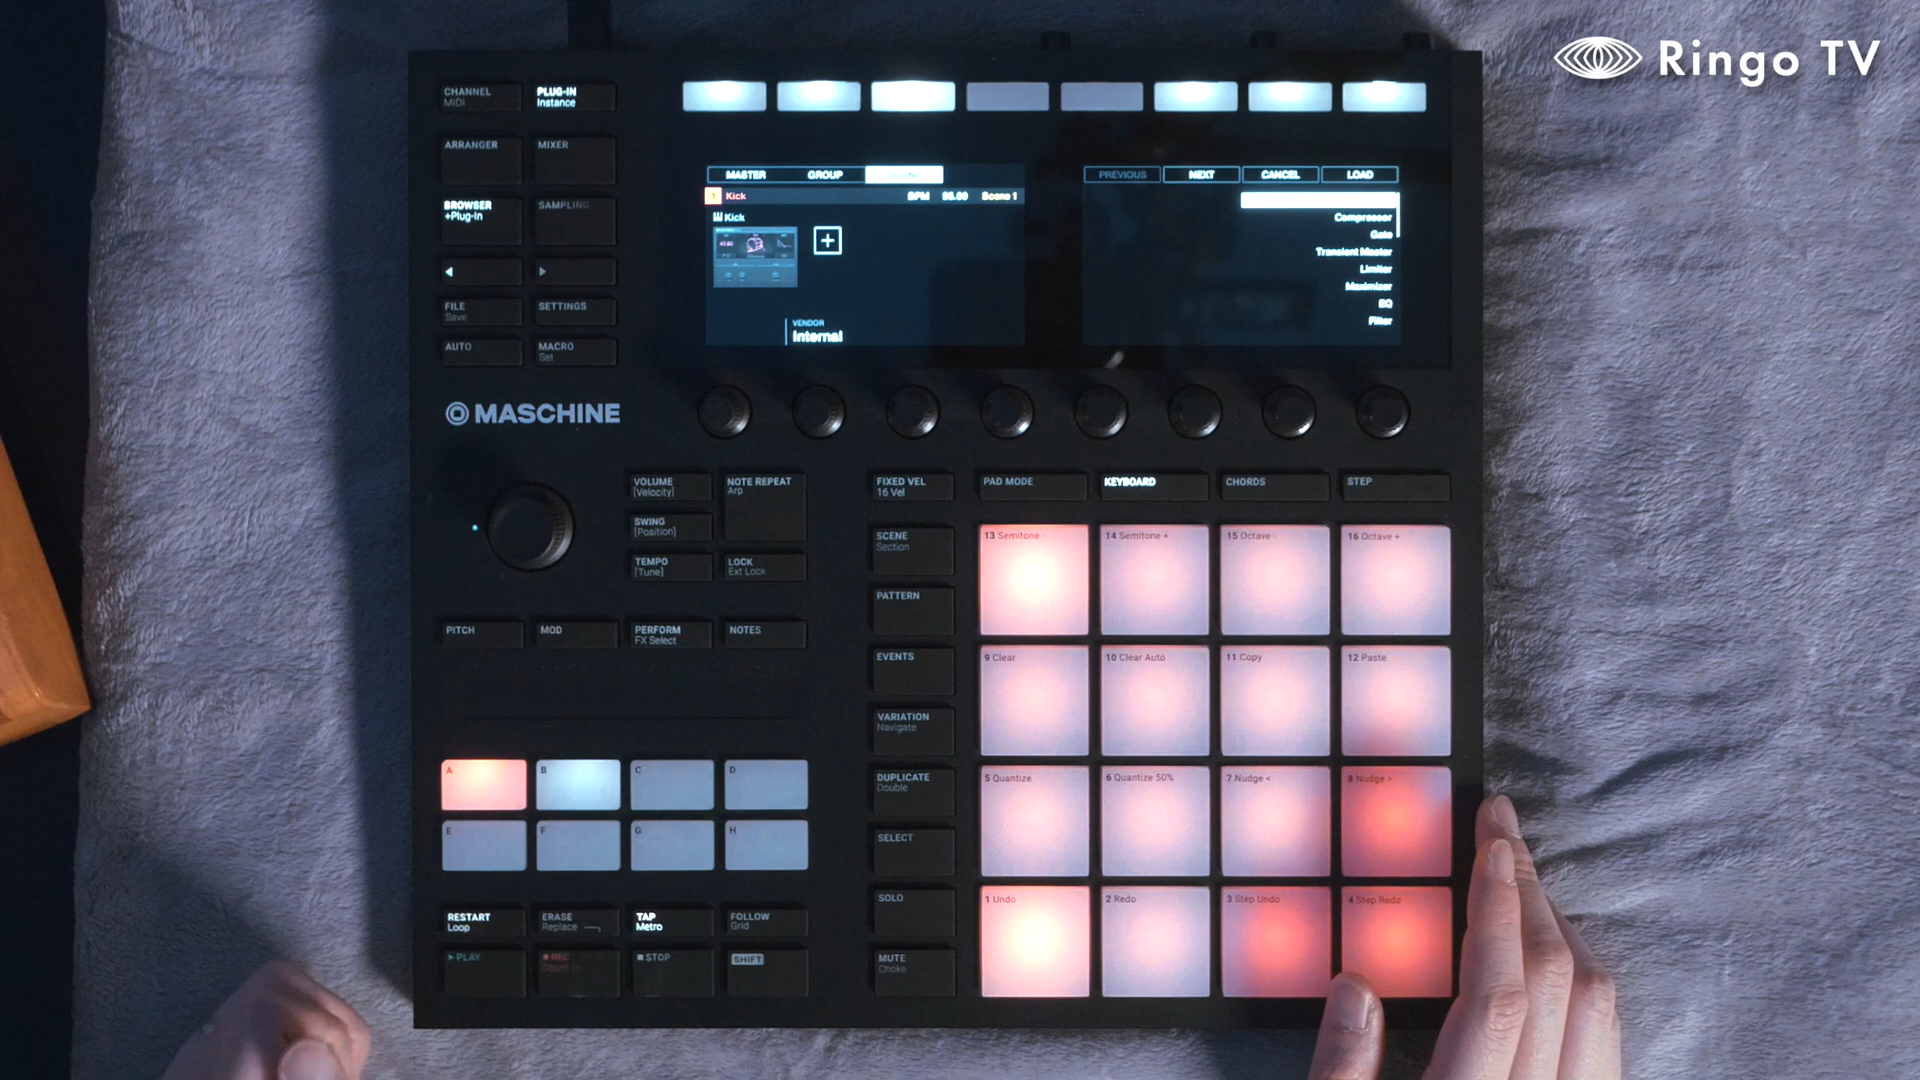 Ringo TV
CHANNEL
MIDI
PLUG-IN
Instance
ARRANGER
MIXER
BROWSER
+Plug-In
SAMPLING
FILE
Save
SETTINGS
AUTO
MACRO
Set
MASCHINE
MASTER
GROUP
Kick
BPM
Scene 1
Kick
VENDOR
Internal
PREVIOUS
NEXT
CANCEL
LOAD
Compressor
Gate
Transient Master
Limiter
Maximizer
EQ
Filter
VOLUME
[Velocity]
NOTE REPEAT
Arp
SWING
[Position]
TEMPO
[Tune]
LOCK
Ext Lock
PITCH
MOD
PERFORM
FX Select
NOTES
FIXED VEL
16 Vel
PAD MODE
KEYBOARD
CHORDS
STEP
SCENE
Section
PATTERN
EVENTS
VARIATION
Navigate
DUPLICATE
Double
SELECT
SOLO
MUTE
Choke
13 Semitone -
14 Semitone +
15 Octave -
16 Octave +
9 Clear
10 Clear Auto
11 Copy
12 Paste
5 Quantize
6 Quantize 50%
7 Nudge <
8 Nudge >
1 Undo
2 Redo
3 Step Undo
4 Step Redo
A
B
C
D
E
F
G
H
RESTART
Loop
ERASE
Replace
TAP
Metro
FOLLOW
Grid
PLAY
REC
Count In
STOP
SHIFT